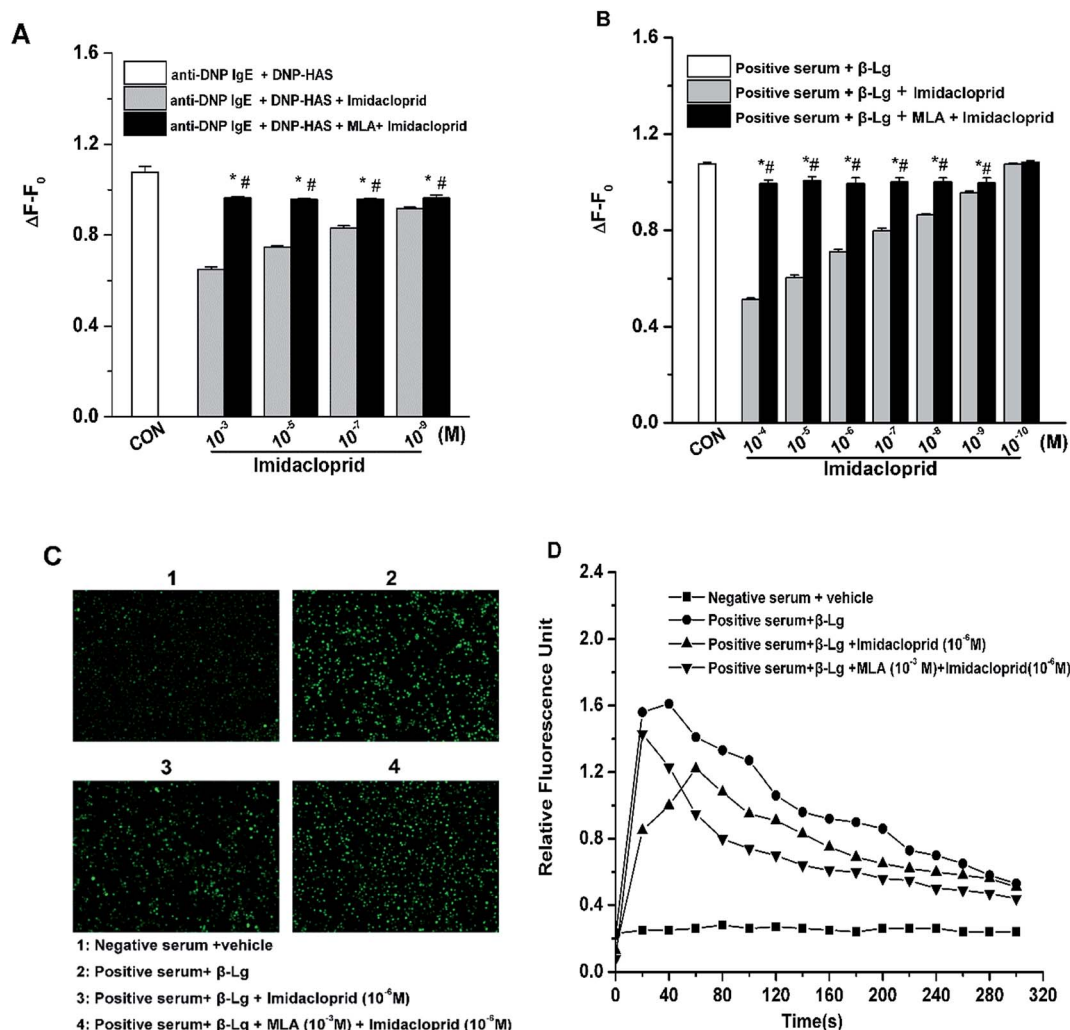 A
1.6
1.2
0.8
0.4
0.0
ΔF-F0
anti-DNP IgE + DNP-HAS
anti-DNP IgE + DNP-HAS + Imidacloprid
anti-DNP IgE + DNP-HAS + MLA+ Imidacloprid
* # * # * # * #
CON 10-3 10-5 10-7 10-9 (M)
Imidacloprid
B
1.6
1.2
0.8
0.4
0.0
ΔF-F0
Positive serum + β-Lg
Positive serum + β-Lg + Imidacloprid
Positive serum + β-Lg + MLA + Imidacloprid
*# *# *# *# *# *#
CON 10-4 10-5 10-6 10-7 10-8 10-9 10-10 (M)
Imidacloprid
C
1 2
3 4
1: Negative serum +vehicle
2: Positive serum+ β-Lg
3: Positive serum+ β-Lg + Imidacloprid (10-6M)
4: Positive serum+ β-Lg + MLA (10-3M) + Imidacloprid (10-6M)
D
2.4
2.0
1.6
1.2
0.8
0.4
0.0
Relative Fluorescence Unit
Negative serum + vehicle
Positive serum+β-Lg
Positive serum+β-Lg +Imidacloprid (10-6M)
Positive serum+β-Lg +MLA (10-3 M)+Imidacloprid(10-6M)
0 40 80 120 160 200 240 280 320
Time(s)